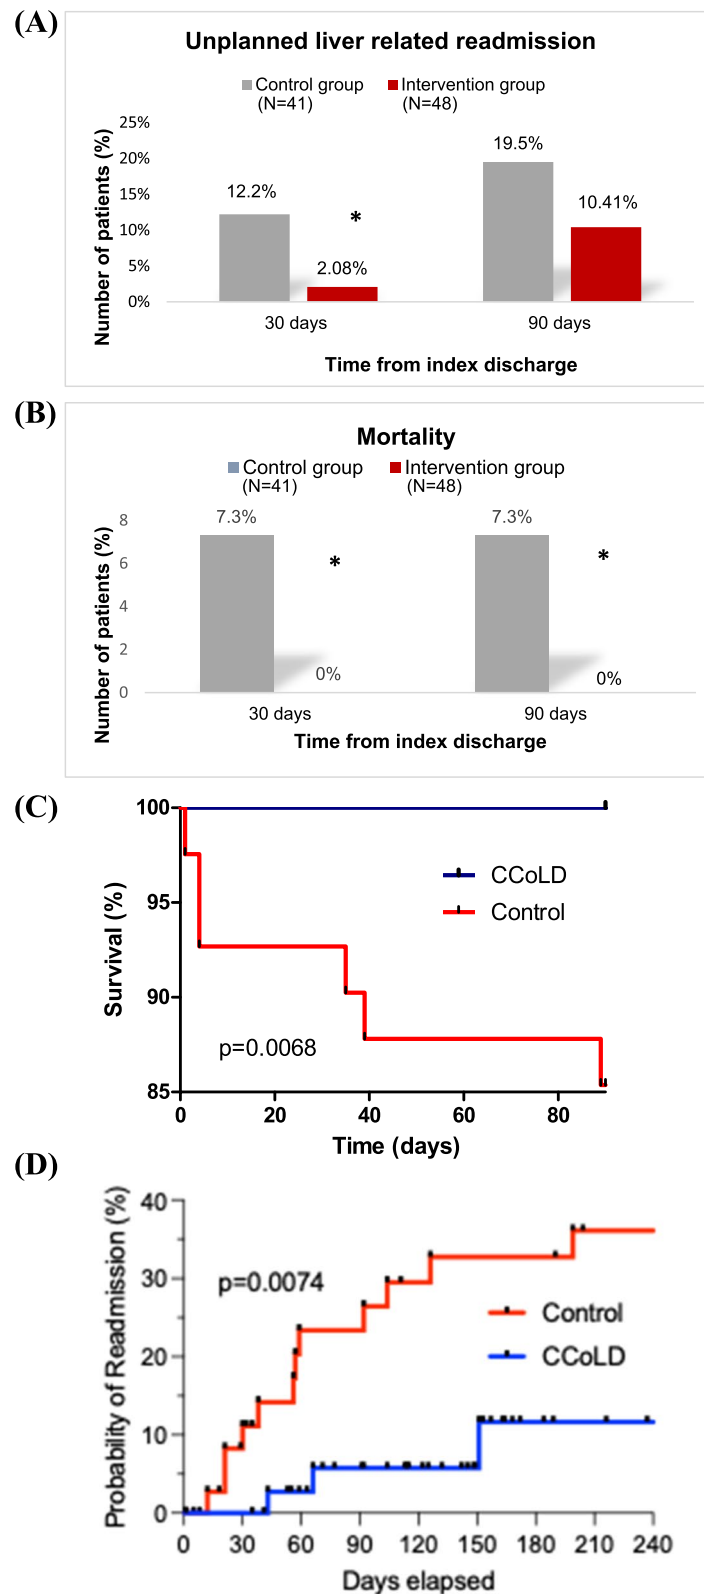 (A)
Unplanned liver related readmission
Control group Intervention group
(N=41) (N=48)
Number of patients (%)
25%
20%
15%
10%
5%
0%
12.2%
*
2.08%
19.5%
10.41%
30 days 90 days
Time from index discharge
(B)
Mortality
Control group Intervention group
(N=41) (N=48)
Number of patients (%)
8
6
4
2
0
7.3%
*
0%
7.3%
*
0%
30 days 90 days
Time from index discharge
(C)
Survival (%)
100
95
90
85
CCoLD
Control
p=0.0068
0 20 40 60 80
Time (days)
(D)
Probability of Readmission (%)
40
30
20
10
0
p=0.0074
Control
CCoLD
0 30 60 90 120 150 180 210 240
Days elapsed